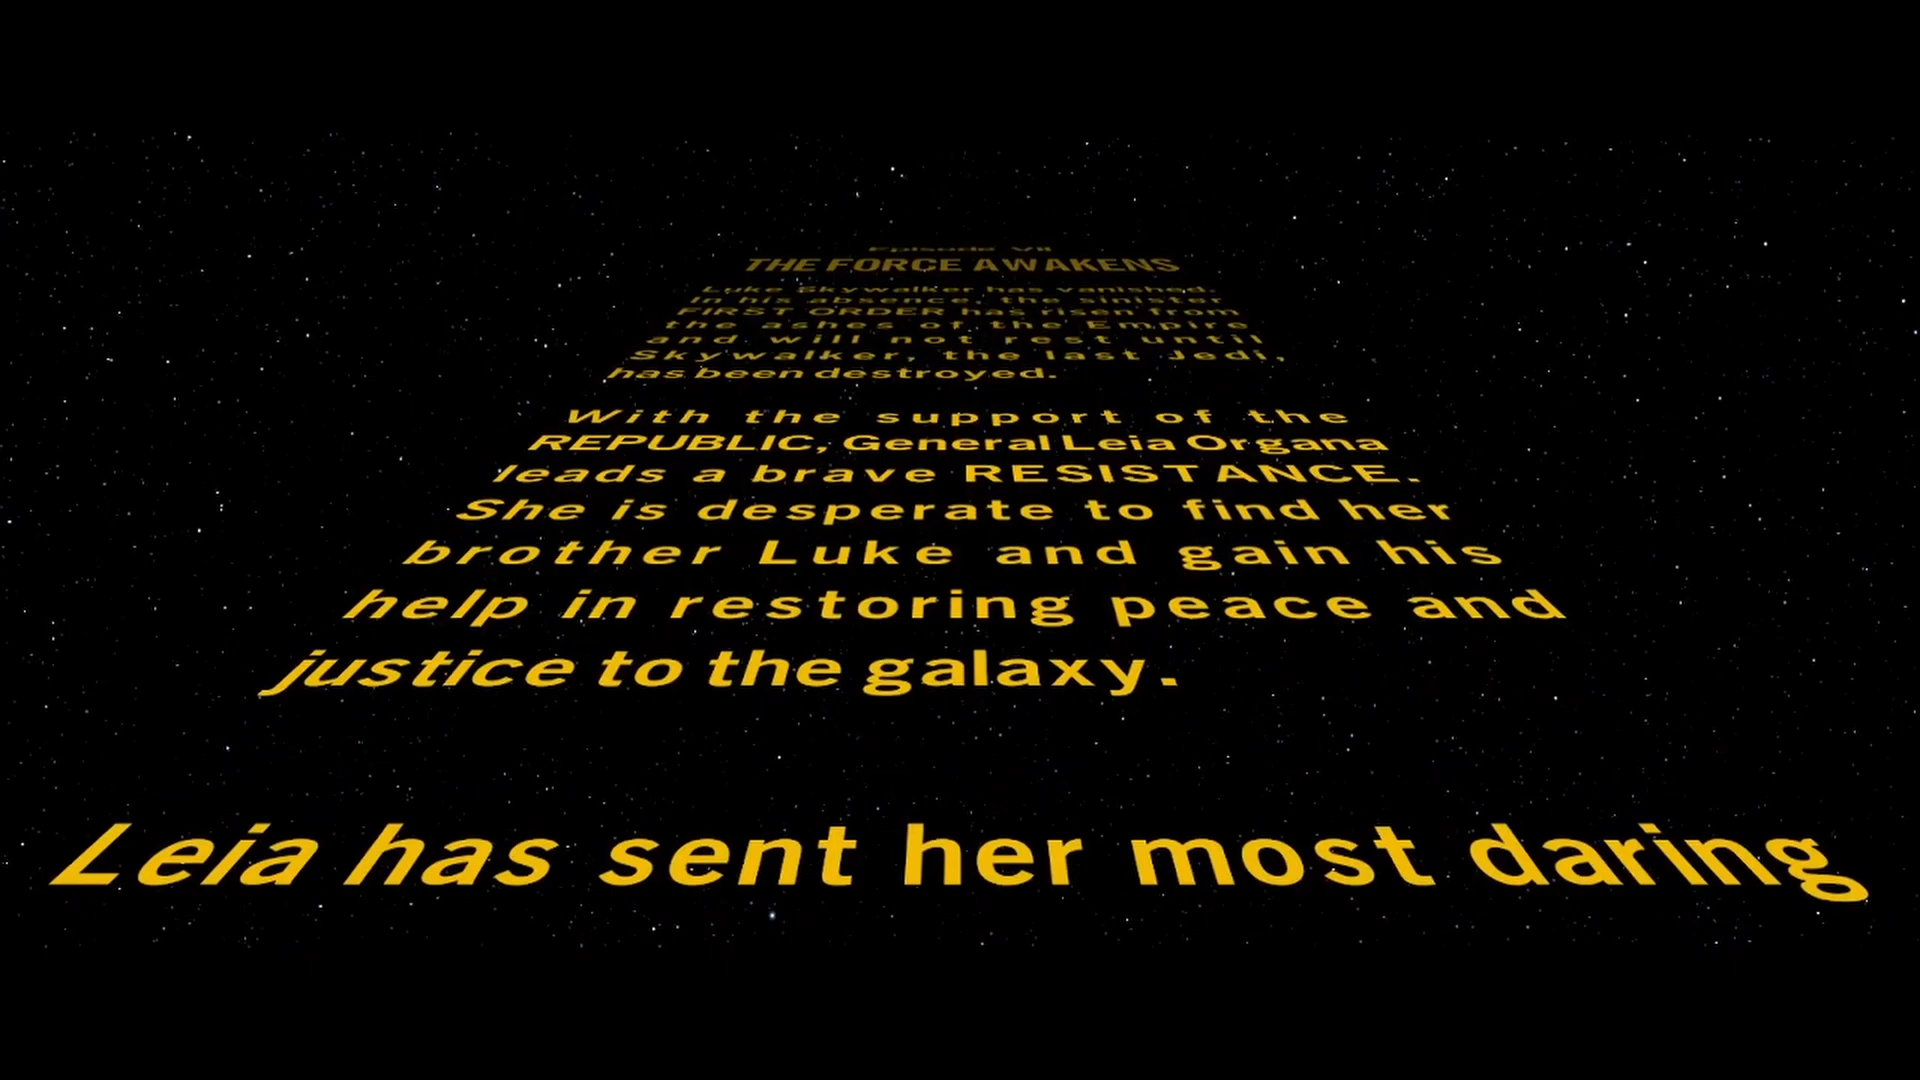 Episode VII
THE FORCE AWAKENS
Luke Skywalker has vanished.
In his absence, the sinister
FIRST ORDER has risen from
the ashes of the Empire
and will not rest until
Skywalker, the last Jedi,
has been destroyed.
With the support of the
REPUBLIC, General Leia Organa
leads a brave RESISTANCE.
She is desperate to find her
brother Luke and gain his
help in restoring peace and
justice to the galaxy.
Leia has sent her most daring